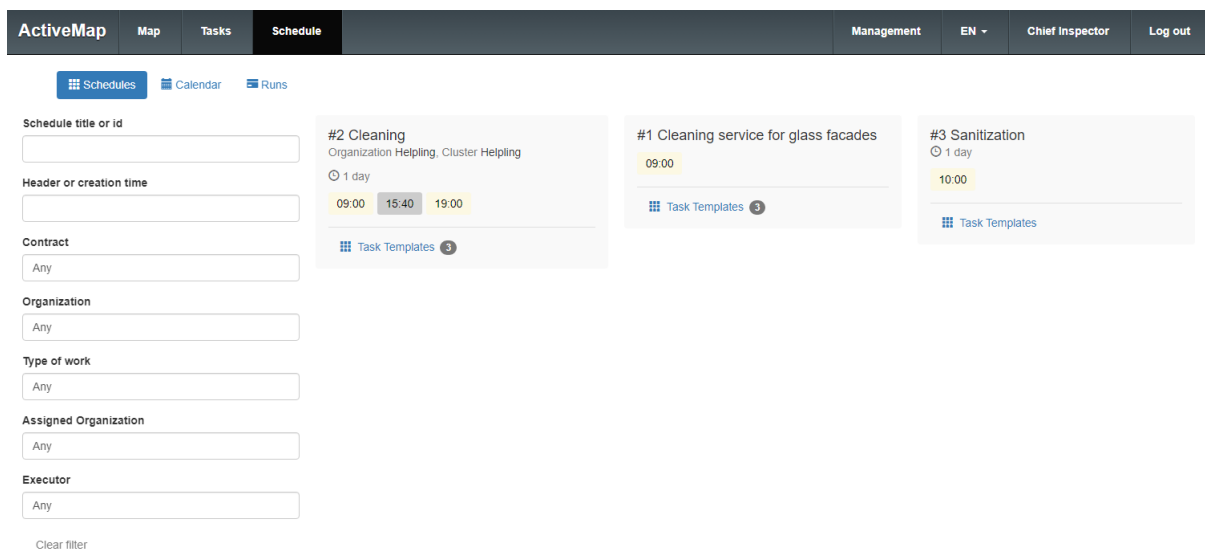 ActiveMap Map Tasks Schedule Management EN Chief Inspector Log out
Schedules Calendar Runs
Schedule title or id
Header or creation time
Contract
Any
Organization
Any
Type of work
Any
Assigned Organization
Any
Executor
Any
Clear filter
#2 Cleaning
Organization Helpling, Cluster Helpling
1 day
09:00 15:40 19:00
Task Templates 3
#1 Cleaning service for glass facades
09:00
Task Templates 3
#3 Sanitization
1 day
10:00
Task Templates